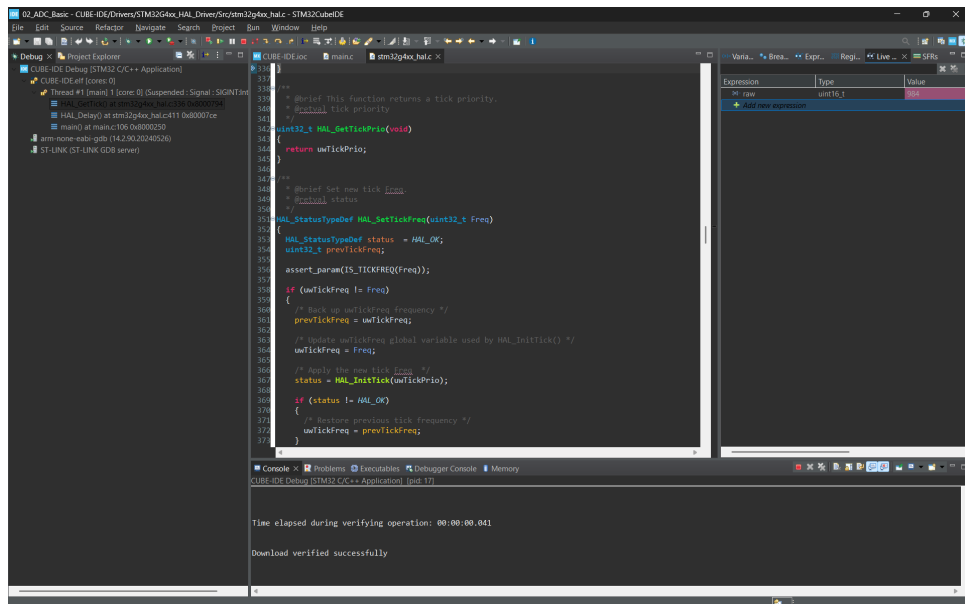 02_ADC_Basic - CUBE-IDE/Drivers/STM32G4xx_HAL_Driver/Src/stm32g4xx_hal.c - STM32CubeIDE
File Edit Source Refactor Navigate Search Project Run Window Help
Debug Project Explorer
CUBE-IDE Debug [STM32 C/C++ Application]
CUBE-IDE.elf [cores: 0]
Thread #1 [main] 1 [core: 0] (Suspended : Signal : SIGINT:Int
HAL_GetTick() at stm32g4xx_hal.c:336 0x8000794
HAL_Delay() at stm32g4xx_hal.c:411 0x80007ce
main() at main.c:106 0x8000250
arm-none-eabi-gdb (14.2.90.20240526)
ST-LINK (ST-LINK GDB server)
CUBE-IDE.ioc main.c stm32g4xx_hal.c
336 }
337
338 /**
339 * @brief This function returns a tick priority.
340 * @retval tick priority
341 */
342 uint32_t HAL_GetTickPrio(void)
343 {
344 return uwTickPrio;
345 }
346
347 /**
348 * @brief Set new tick Freq.
349 * @retval status
350 */
351 HAL_StatusTypeDef HAL_SetTickFreq(uint32_t Freq)
352 {
353 HAL_StatusTypeDef status = HAL_OK;
354 uint32_t prevTickFreq;
355
356 assert_param(IS_TICKFREQ(Freq));
357
358 if (uwTickFreq != Freq)
359 {
360 /* Back up uwTickFreq frequency */
361 prevTickFreq = uwTickFreq;
362
363 /* Update uwTickFreq global variable used by HAL_InitTick() */
364 uwTickFreq = Freq;
365
366 /* Apply the new tick Freq */
367 status = HAL_InitTick(uwTickPrio);
368
369 if (status != HAL_OK)
370 {
371 /* Restore previous tick frequency */
372 uwTickFreq = prevTickFreq;
373 }
Varia... Brea... Expr... Regi... Live ... SFRs
Expression Type Value
raw uint16_t 984
Add new expression
Console Problems Executables Debugger Console Memory
CUBE-IDE Debug [STM32 C/C++ Application] [pid: 17]
Time elapsed during verifying operation: 00:00:00.041
Download verified successfully